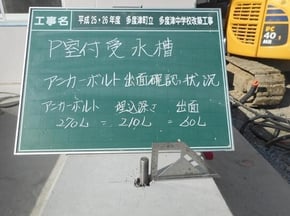 工事名 平成25・26年度 多度津町立 多度津中学校改築工事
P室付受水槽
アンカーボルト出面確認状況
アンカーボルト 埋込深さ 出面
270L = 210L = 60L
40